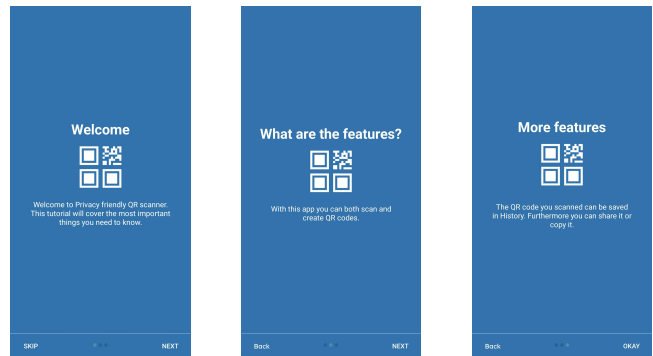 Welcome
Welcome to Privacy friendly QR scanner.
This tutorial will cover the most important
things you need to know.
SKIP
NEXT
What are the features?
With this app you can both scan and
create QR codes.
Back
NEXT
More features
The QR code you scanned can be saved
in History. Furthermore you can share it or
copy it.
Back
OKAY